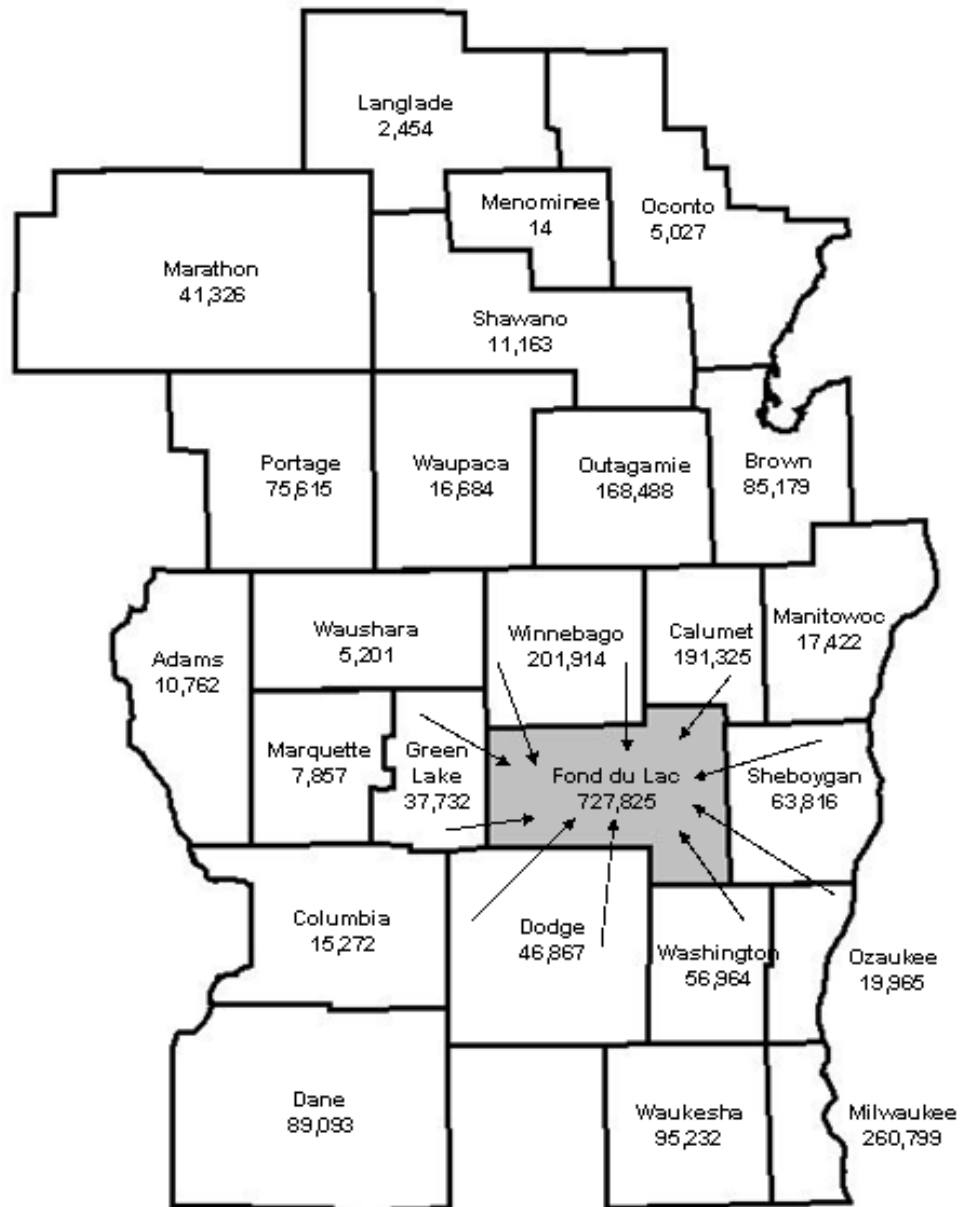 Langlade
2,454
Menominee
14
Oconto
5,027
Marathon
41,326
Shawano
11,163
Portage
75,615
Waupaca
16,684
Outagamie
168,488
Brown
85,179
Adams
10,762
Waushara
5,201
Winnebago
201,914
Calumet
191,325
Manitowoc
17,422
Marquette
7,857
Green
Lake
37,732
Fond du Lac
727,825
Sheboygan
63,816
Columbia
15,272
Dodge
46,867
Washington
56,964
Ozaukee
19,965
Dane
89,093
Waukesha
95,232
Milwaukee
260,799